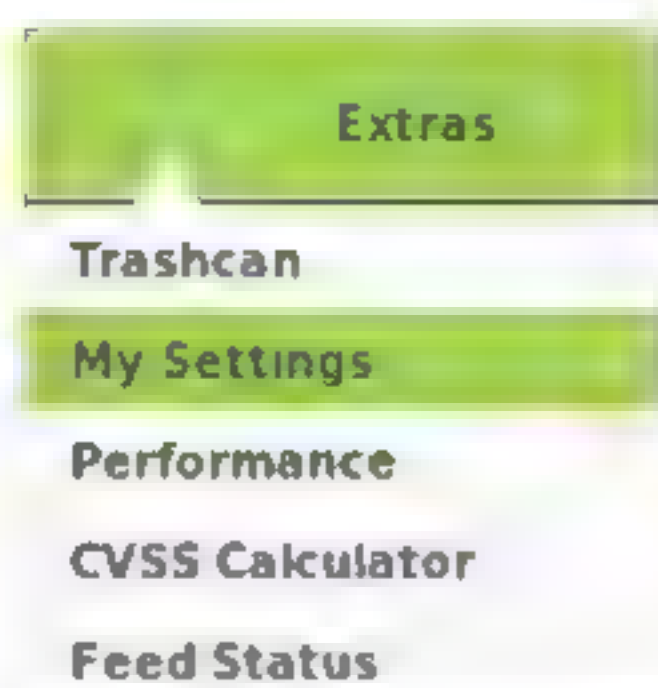 Extras
Trashcan
My Settings
Performance
CVSS Calculator
Feed Status